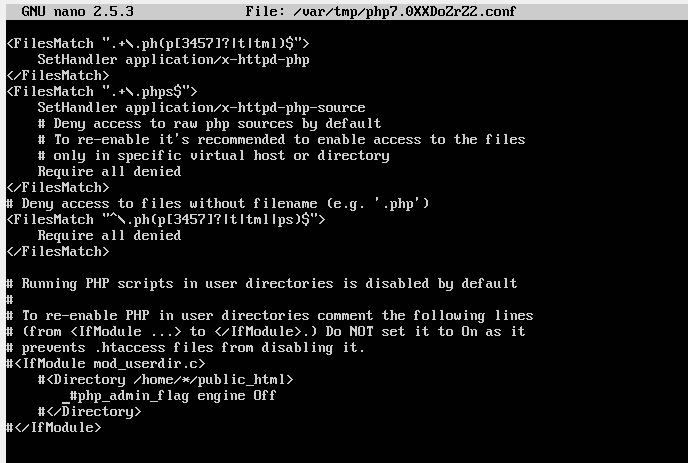 GNU nano 2.5.3 File: /var/tmp/php7.0XXDoZrZ2.conf
<FilesMatch ".+\.ph(p[3457]?|t|tml)$">
SetHandler application/x-httpd-php
</FilesMatch>
<FilesMatch ".+\.phps$">
SetHandler application/x-httpd-php-source
# Deny access to raw php sources by default
# To re-enable it's recommended to enable access to the files
# only in specific virtual host or directory
Require all denied
</FilesMatch>
# Deny access to files without filename (e.g. '.php')
<FilesMatch "^\.ph(p[3457]?|t|tml|ps)$">
Require all denied
</FilesMatch>
# Running PHP scripts in user directories is disabled by default
#
# To re-enable PHP in user directories comment the following lines
# (from <IfModule ...> to </IfModule>.) Do NOT set it to On as it
# prevents .htaccess files from disabling it.
#<IfModule mod_userdir.c>
#<Directory /home/*/public_html>
_#php_admin_flag engine Off
#</Directory>
#</IfModule>